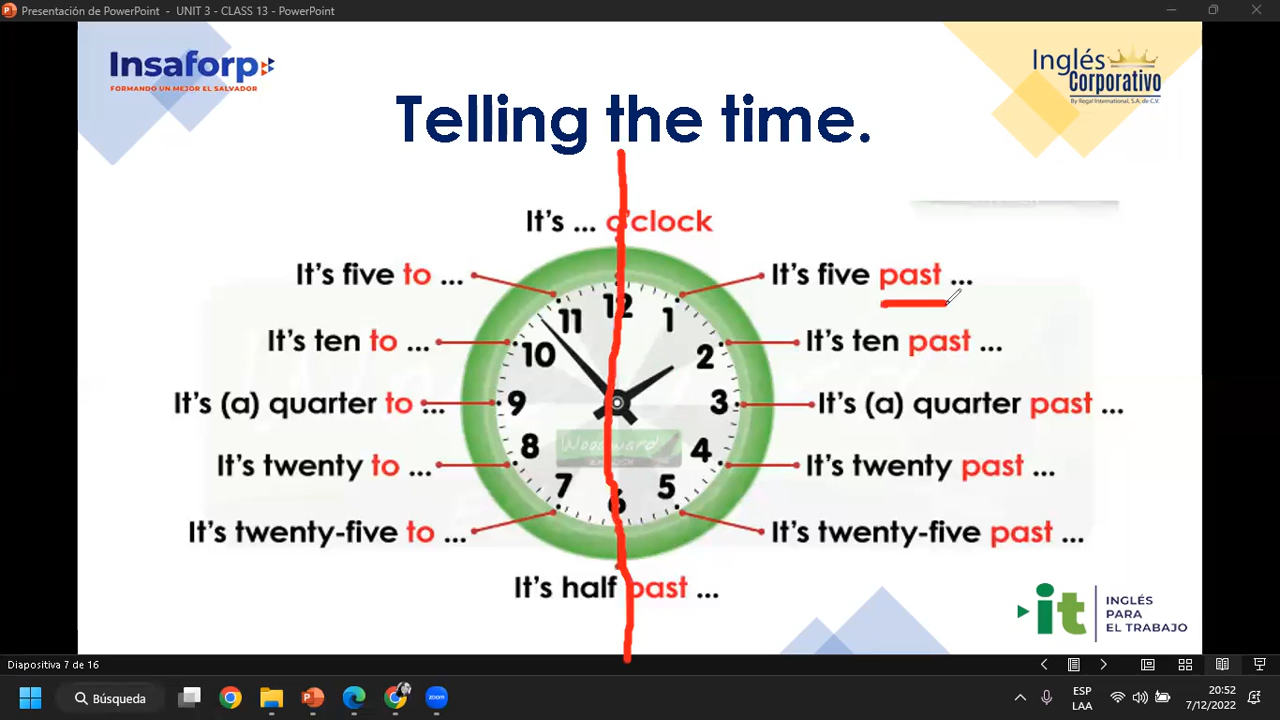 Presentación de PowerPoint - UNIT 3 - CLASS 13 - PowerPoint
Insaforp
FORMANDO UN MEJOR EL SALVADOR
Inglés
Corporativo
By Regal International, S.A. de C.V.
Telling the time.
It's ... o'clock
It's five to ...
It's five past ...
It's ten to ...
It's ten past ...
It's (a) quarter to ...
It's (a) quarter past ...
It's twenty to ...
It's twenty past ...
It's twenty-five to ...
It's twenty-five past ...
It's half past ...
12
11
1
10
2
9
3
8
4
7
5
6
Woodward
ENGLISH
it
INGLÉS
PARA
EL TRABAJO
Diapositiva 7 de 16
Búsqueda
zoom
ESP
LAA
20:52
7/12/2022